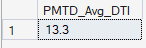 PMTD_Avg_DTI
1 13.3